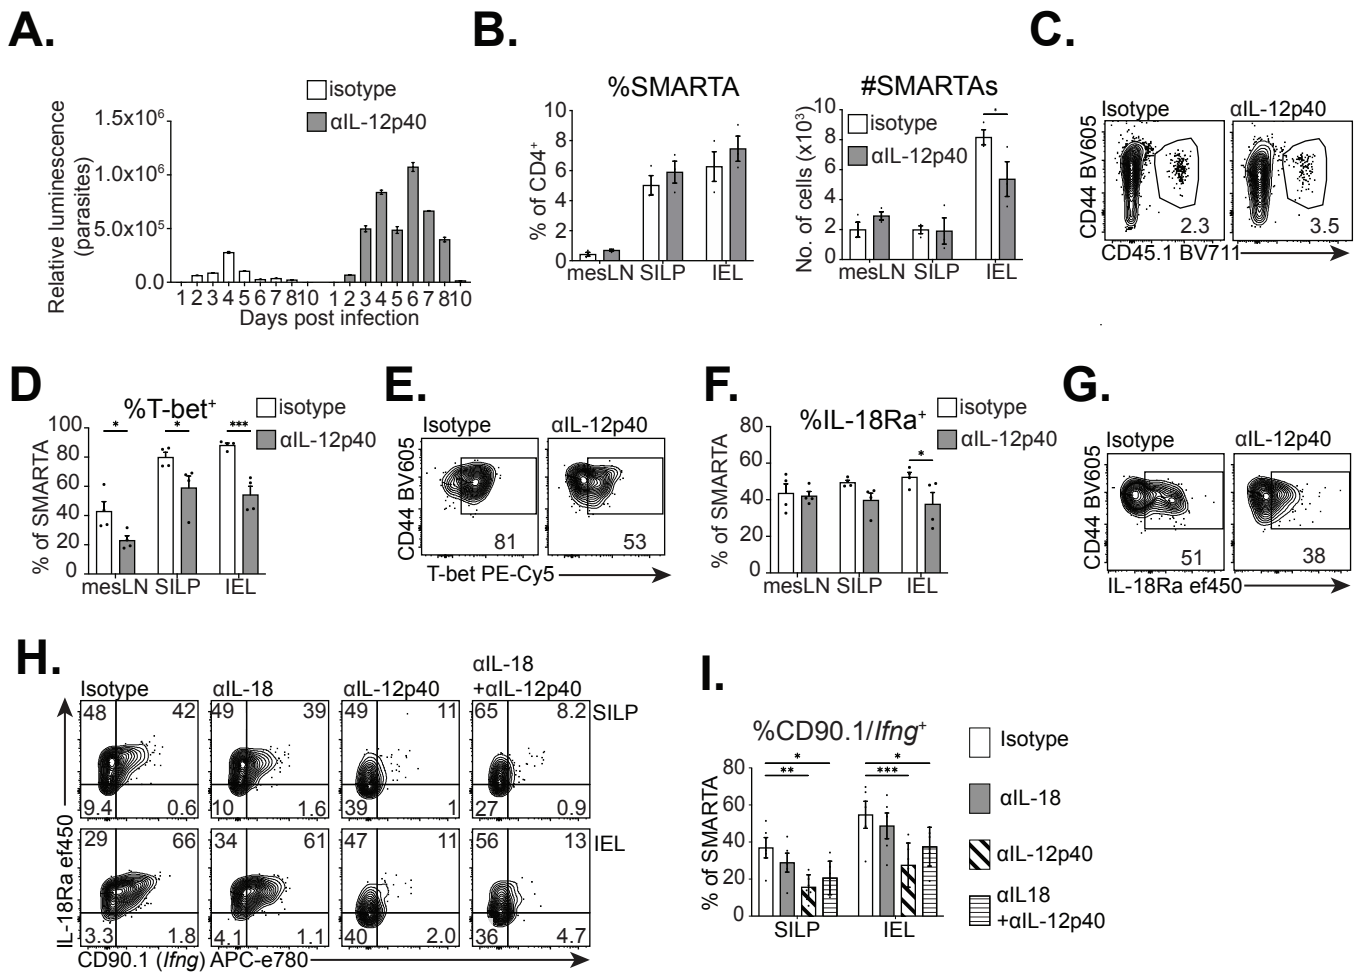 A.
isotype
αIL-12p40
Relative luminescence
(parasites)
1.5x10⁶
1.0x10⁶
5.0x10⁵
0.0
1 2 3 4 5 6 7 8 10 1 2 3 4 5 6 7 8 10
Days post infection
B.
%SMARTA
% of CD4⁺
10
8
6
4
2
0
mesLN SILP IEL
#SMARTAs
isotype
αIL-12p40
No. of cells (x10³)
10
8
6
4
2
0
mesLN SILP IEL
C.
Isotype αIL-12p40
CD44 BV605
2.3 3.5
CD45.1 BV711
D
%T-bet⁺
isotype
αIL-12p40
% of SMARTA
100
80
60
40
20
0
* * ***
mesLN SILP IEL
E.
Isotype αIL-12p40
CD44 BV605
81 53
T-bet PE-Cy5
F.
%IL-18Ra⁺
isotype
αIL-12p40
% of SMARTA
80
60
40
20
0
*
mesLN SILP IEL
G.
Isotype αIL-12p40
CD44 BV605
51 38
IL-18Ra ef450
H.
Isotype αIL-18 αIL-12p40 αIL-18
+αIL-12p40
48 42 49 39 49 11 65 8.2 SILP
9.4 0.6 10 1.6 39 1 27 0.9
29 66 34 61 47 11 56 13 IEL
3.3 1.8 4.1 1.1 40 2.0 36 4.7
IL-18Ra ef450
CD90.1 (Ifng) APC-e780
I.
%CD90.1/Ifng⁺
% of SMARTA
80
60
40
20
0
* *
** ***
SILP IEL
Isotype
αIL-18
αIL-12p40
αIL18
+αIL-12p40